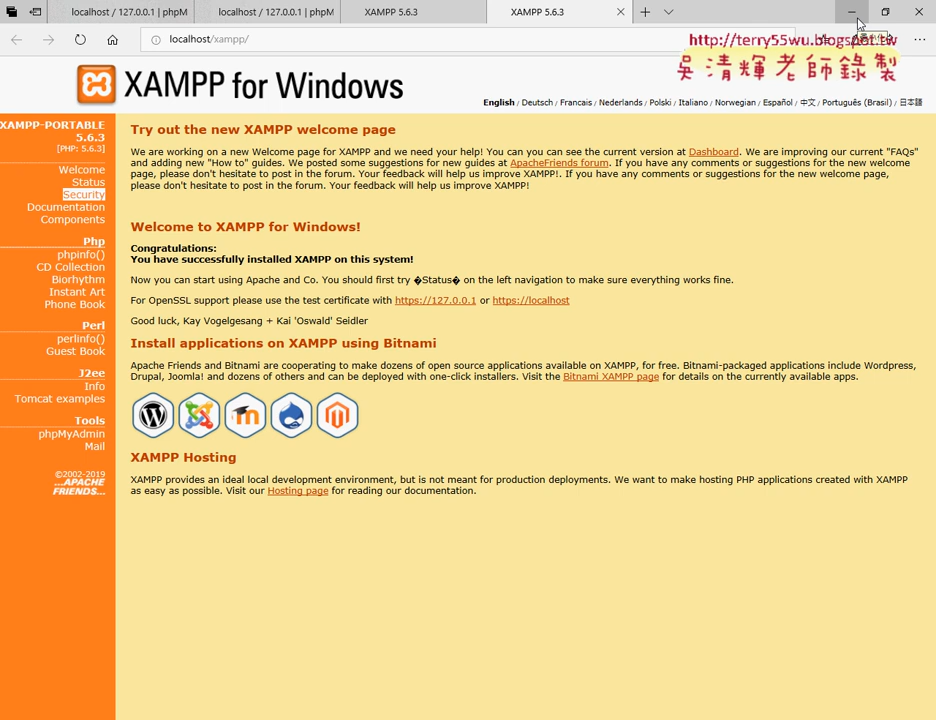 localhost / 127.0.0.1 | phpM
localhost / 127.0.0.1 | phpM
XAMPP 5.6.3
XAMPP 5.6.3
localhost/xampp/
http://terry55wu.blogspot.tw
吳清輝老師錄製
XAMPP for Windows
English / Deutsch / Francais / Nederlands / Polski / Italiano / Norwegian / Español / 中文 / Português (Brasil) / 日本語
XAMPP-PORTABLE
5.6.3
[PHP: 5.6.3]
Welcome
Status
Security
Documentation
Components
Php
phpinfo()
CD Collection
Biorhythm
Instant Art
Phone Book
Perl
perlinfo()
Guest Book
J2ee
Info
Tomcat examples
Tools
phpMyAdmin
Mail
©2002-2019
...APACHE
FRIENDS...
Try out the new XAMPP welcome page
We are working on a new Welcome page for XAMPP and we need your help! You can you can see the current version at Dashboard. We are improving our current "FAQs"
and adding new "How to" guides. We posted some suggestions for new guides at ApacheFriends forum. If you have any comments or suggestions for the new welcome
page, please don't hesitate to post in the forum. Your feedback will help us improve XAMPP!. If you have any comments or suggestions for the new welcome page,
please don't hesitate to post in the forum. Your feedback will help us improve XAMPP!
Welcome to XAMPP for Windows!
Congratulations:
You have successfully installed XAMPP on this system!
Now you can start using Apache and Co. You should first try �Status� on the left navigation to make sure everything works fine.
For OpenSSL support please use the test certificate with https://127.0.0.1 or https://localhost
Good luck, Kay Vogelgesang + Kai 'Oswald' Seidler
Install applications on XAMPP using Bitnami
Apache Friends and Bitnami are cooperating to make dozens of open source applications available on XAMPP, for free. Bitnami-packaged applications include Wordpress,
Drupal, Joomla! and dozens of others and can be deployed with one-click installers. Visit the Bitnami XAMPP page for details on the currently available apps.
XAMPP Hosting
XAMPP provides an ideal local development environment, but is not meant for production deployments. We want to make hosting PHP applications created with XAMPP
as easy as possible. Visit our Hosting page for reading our documentation.